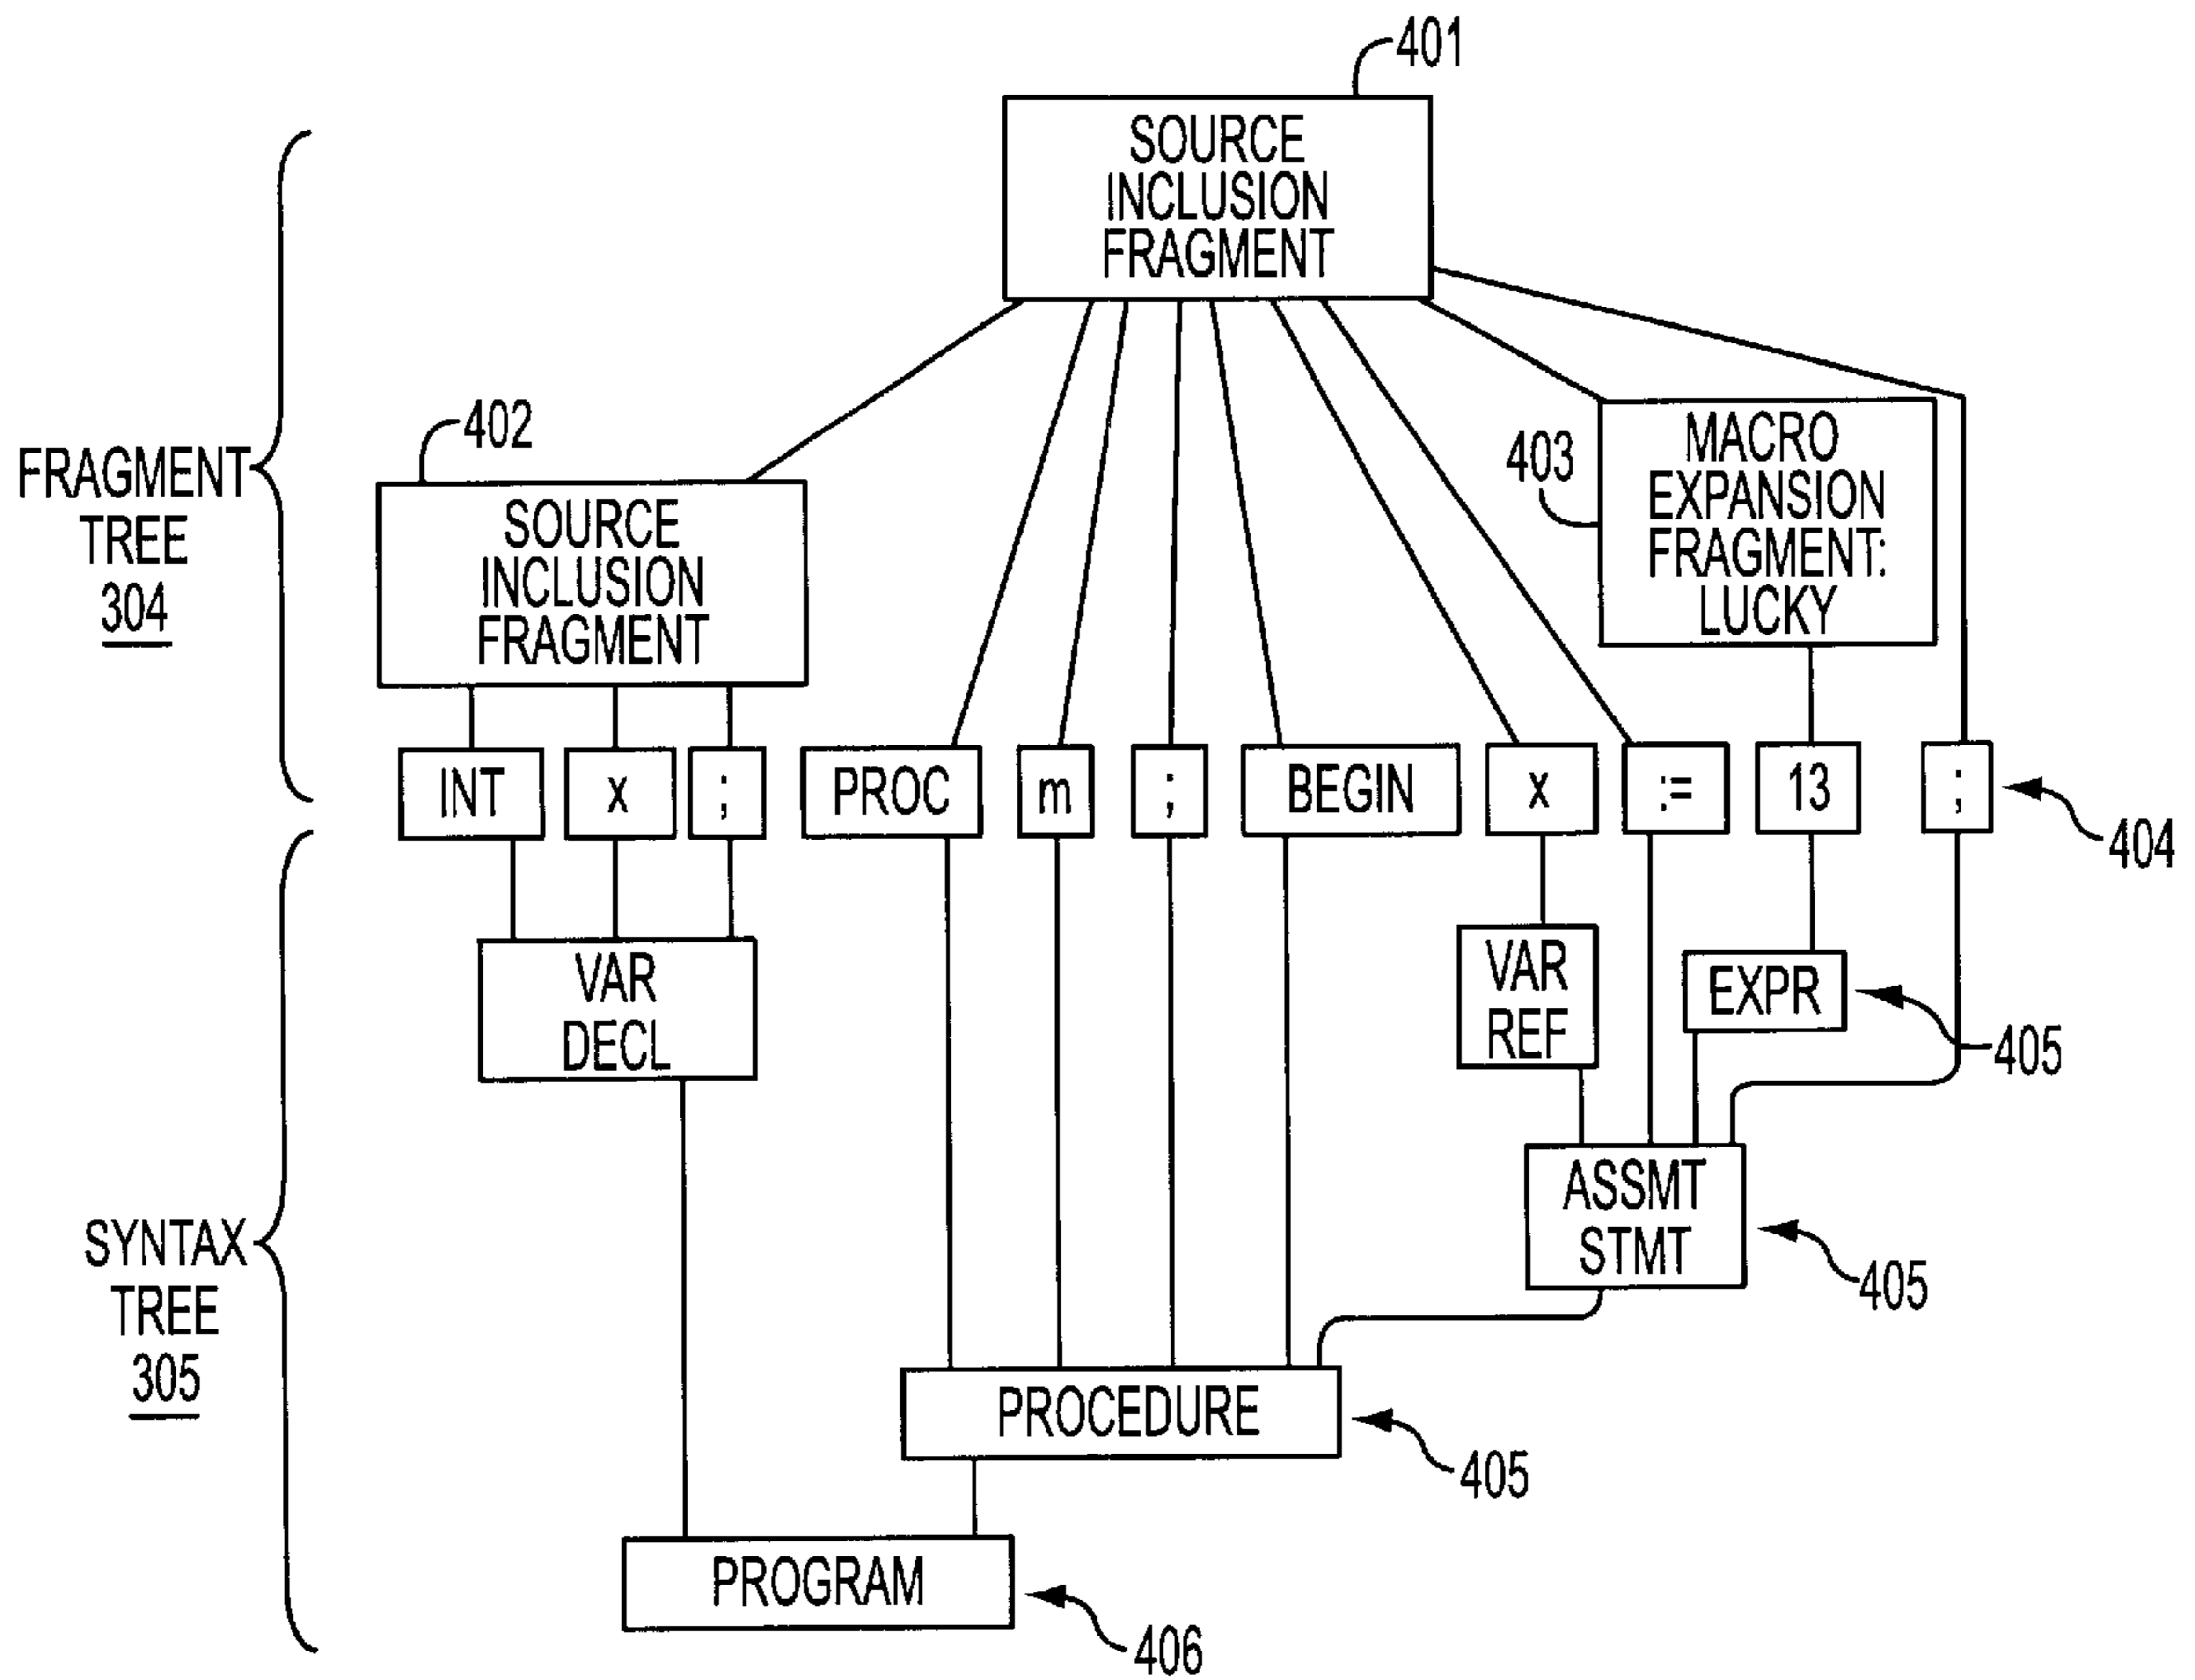 401
SOURCE
INCLUSION
FRAGMENT
402
SOURCE
INCLUSION
FRAGMENT
403
MACRO
EXPANSION
FRAGMENT:
LUCKY
FRAGMENT
TREE
304
INT x ; PROC m ; BEGIN x := 13 ;
404
VAR
DECL
VAR
REF
EXPR
405
SYNTAX
TREE
305
ASSMT
STMT
405
PROCEDURE
405
PROGRAM
406